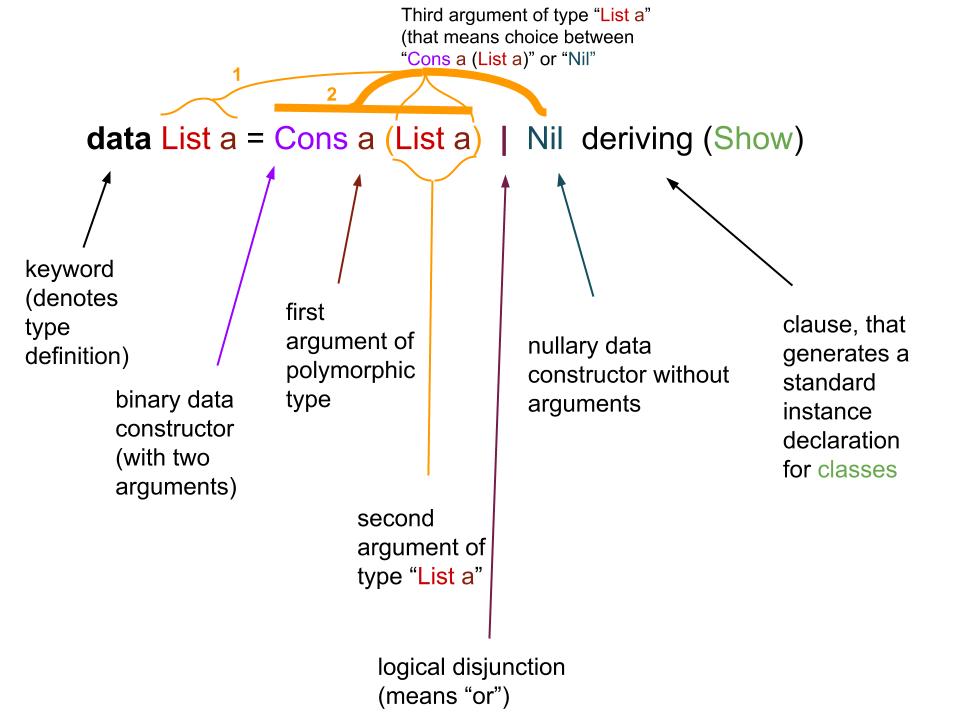 Third argument of type “List a”
(that means choice between
“Cons a (List a)” or “Nil”
1
2
data List a = Cons a (List a) | Nil deriving (Show)
keyword
(denotes
type
definition)
binary data
constructor
(with two
arguments)
first
argument of
polymorphic
type
second
argument of
type “List a”
logical disjunction
(means “or”)
nullary data
constructor without
arguments
clause, that
generates a
standard
instance
declaration
for classes